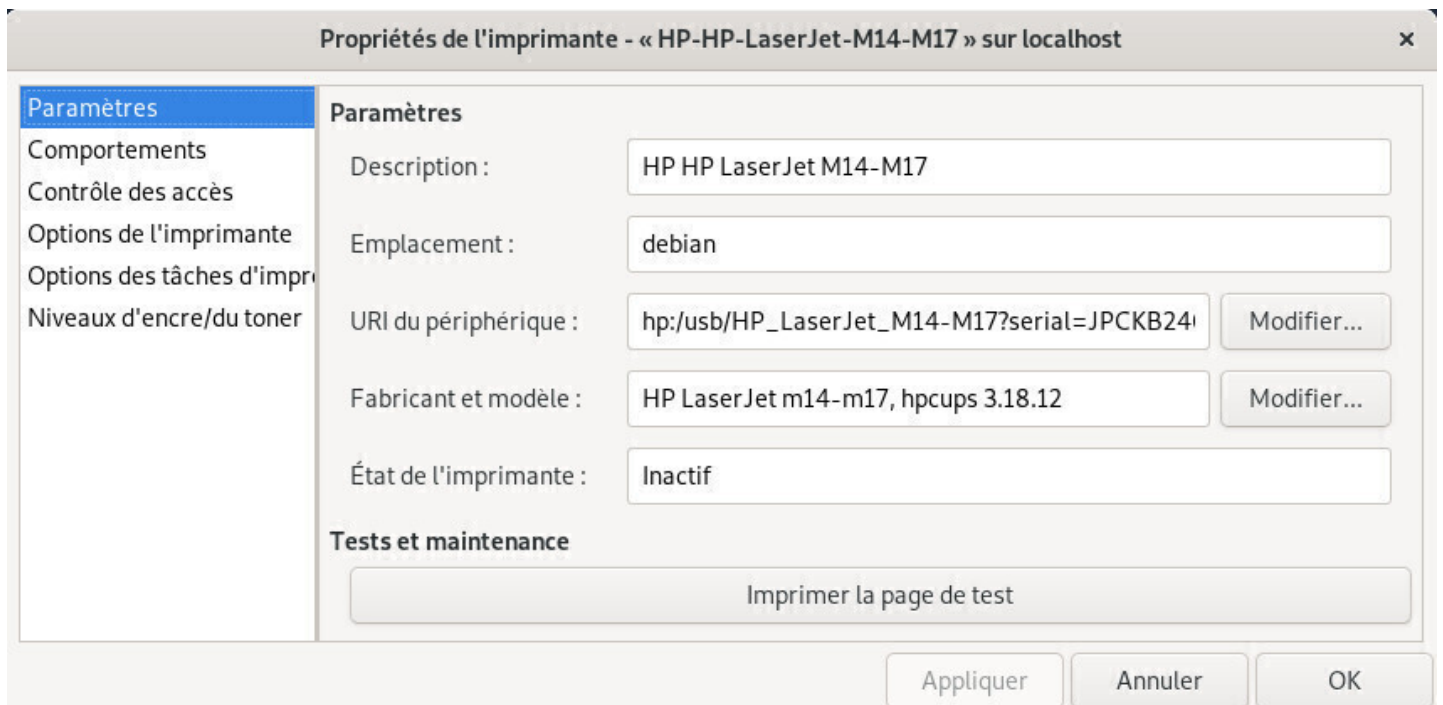 Propriétés de l'imprimante - « HP-HP-LaserJet-M14-M17 » sur localhost
Paramètres
Comportements
Contrôle des accès
Options de l'imprimante
Options des tâches d'impr
Niveaux d'encre/du toner
Paramètres
Description : HP HP LaserJet M14-M17
Emplacement : debian
URI du périphérique : hp:/usb/HP_LaserJet_M14-M17?serial=JPCKB24 Modifier...
Fabricant et modèle : HP LaserJet m14-m17, hpcups 3.18.12 Modifier...
État de l'imprimante : Inactif
Tests et maintenance
Imprimer la page de test
Appliquer Annuler OK